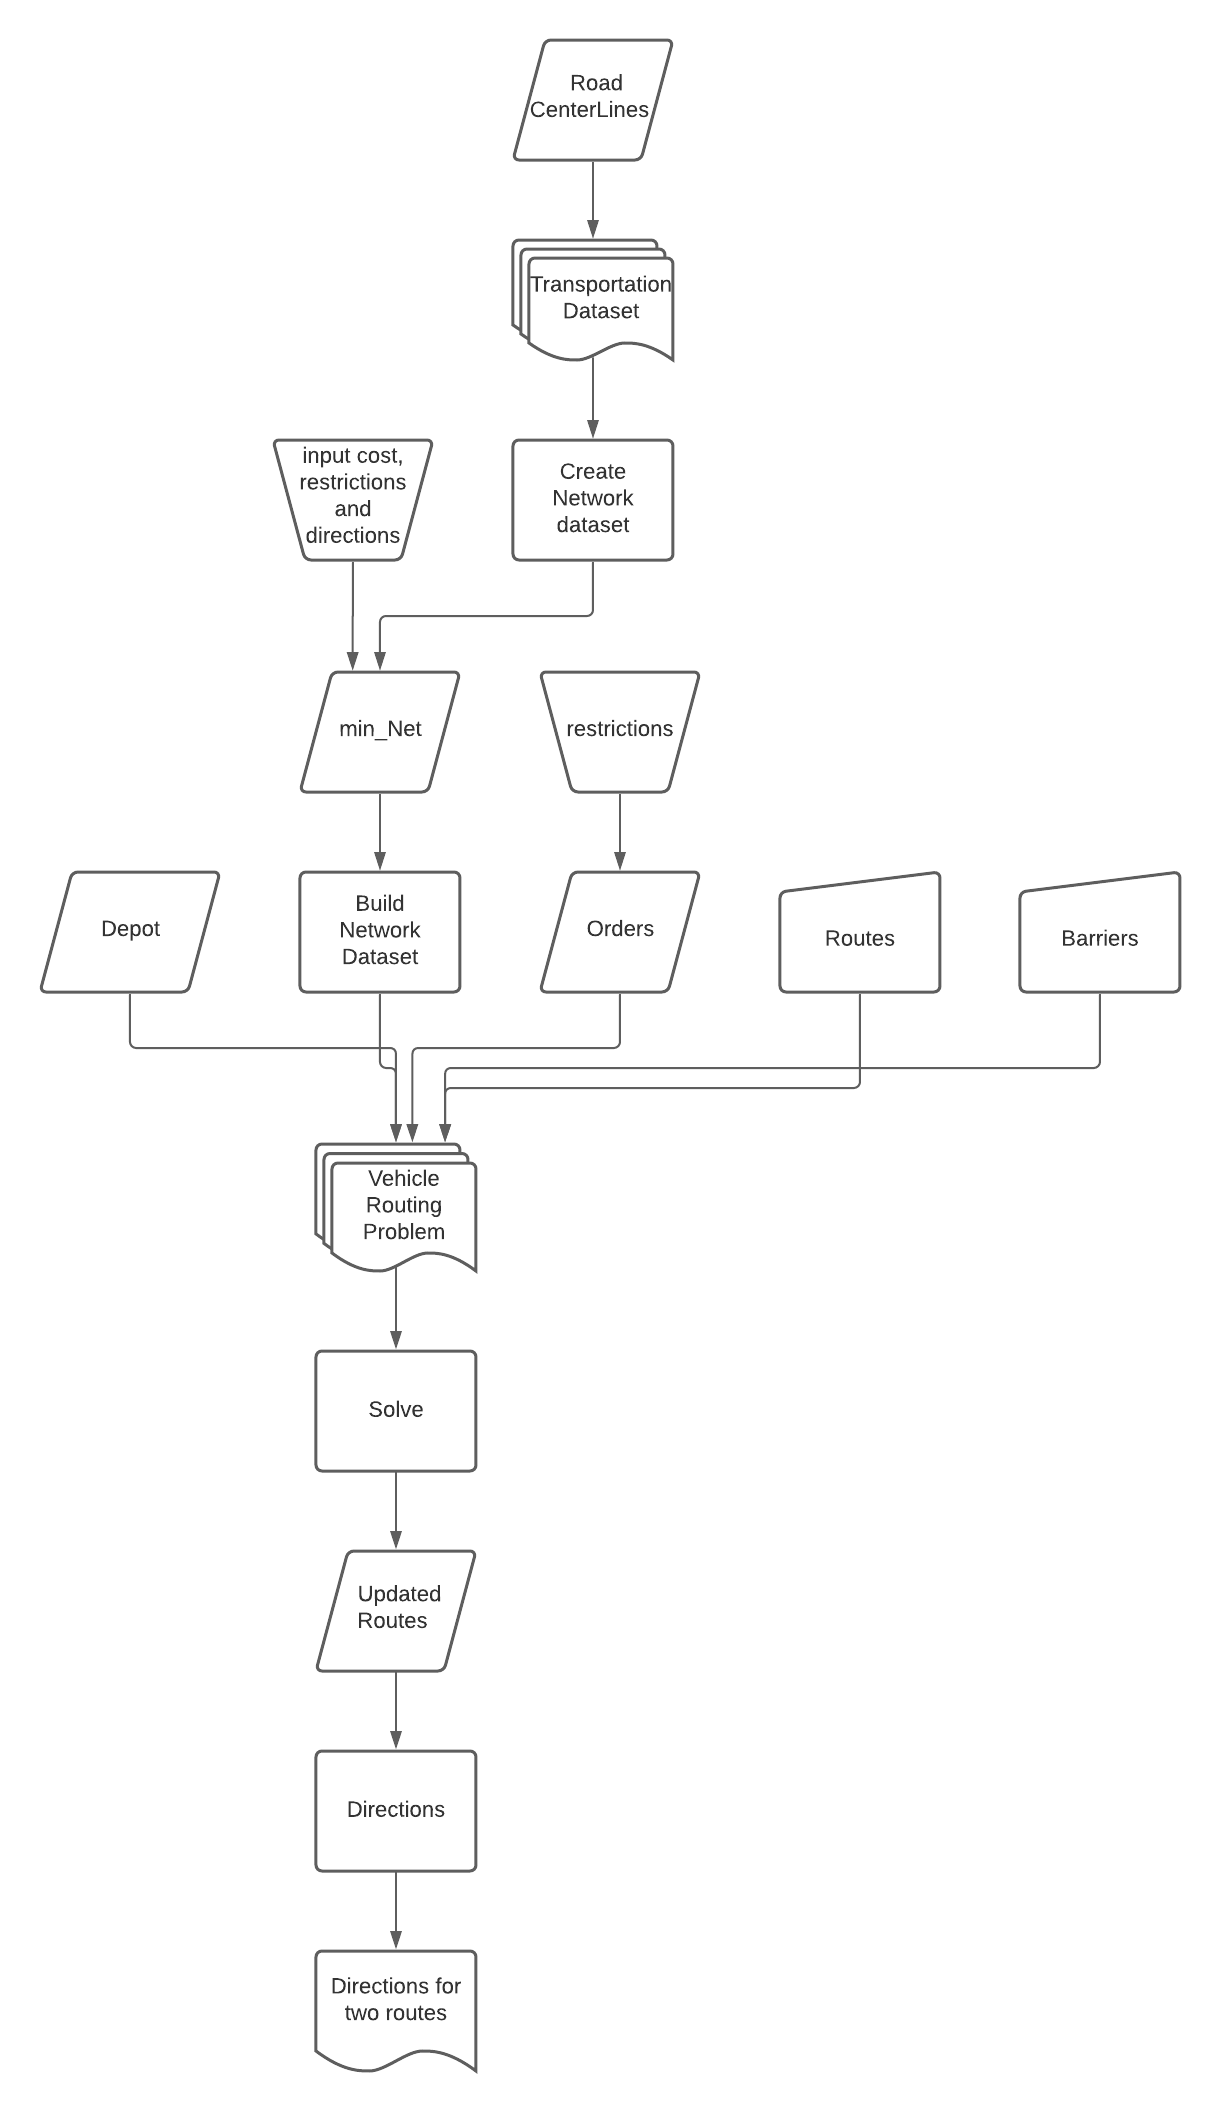 Road
CenterLines
Transportation
Dataset
input cost,
restrictions
and
directions
Create
Network
dataset
min_Net
restrictions
Depot
Build
Network
Dataset
Orders
Routes
Barriers
Vehicle
Routing
Problem
Solve
Updated
Routes
Directions
Directions for
two routes